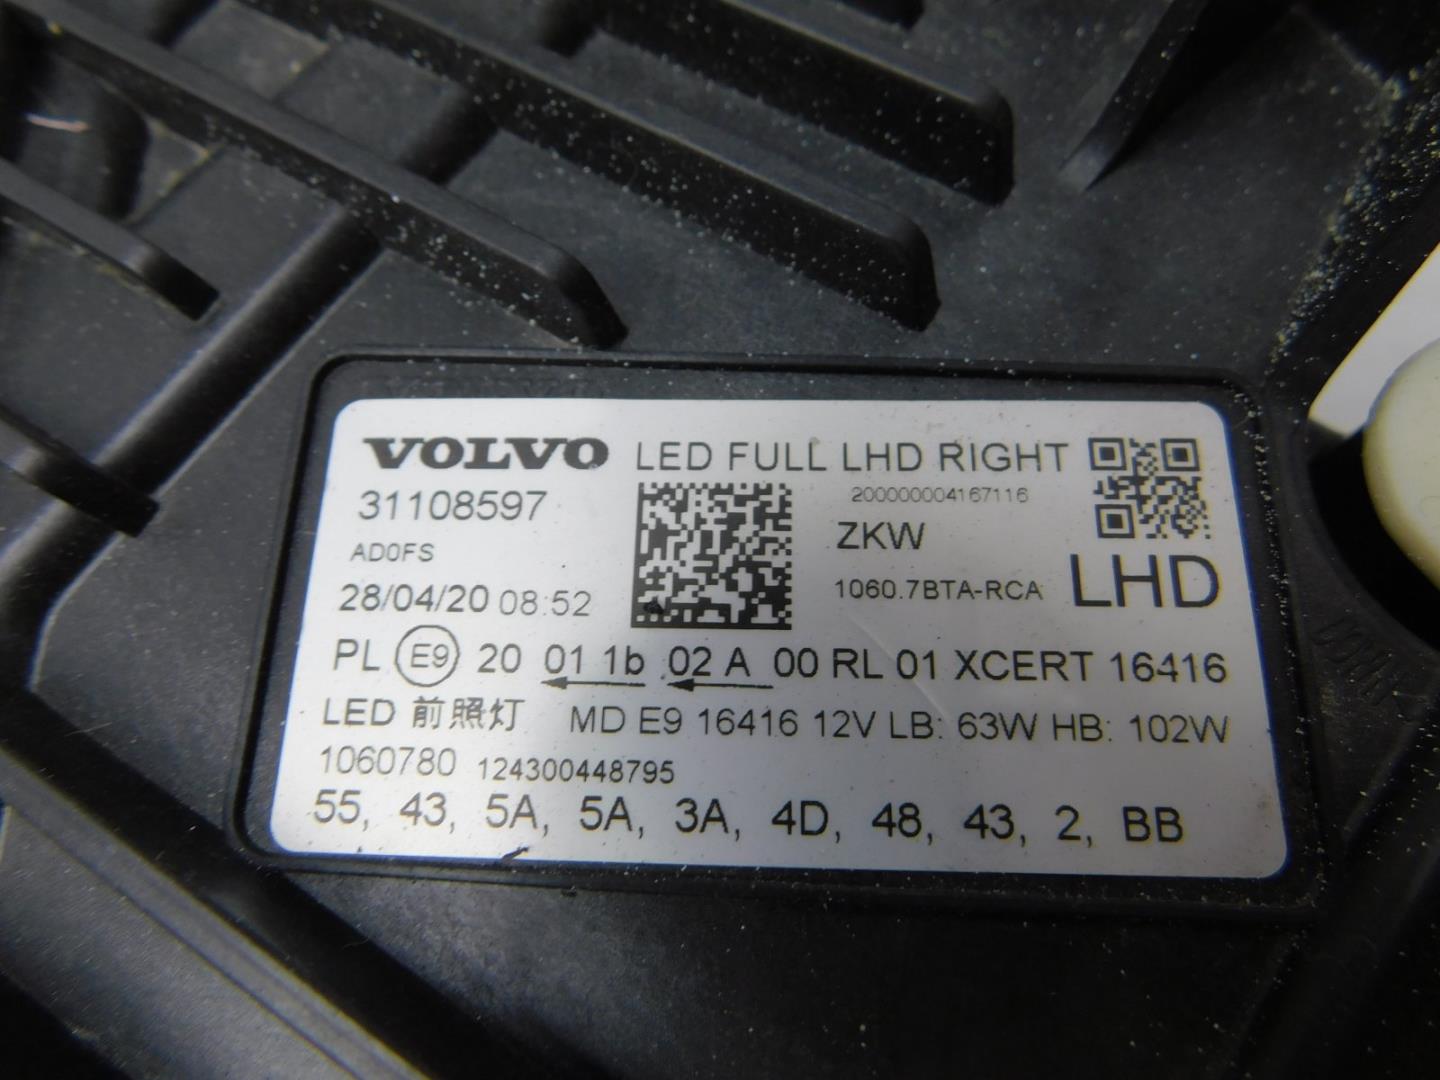 VOLVO LED FULL LHD RIGHT
31108597
200000004167116
AD0FS
ZKW
28/04/20 08:52
1060.7BTA-RCA LHD
PL E9 20 01 1b 02 A 00 RL 01 XCERT 16416
LED 前照灯 MD E9 16416 12V LB: 63W HB: 102W
1060780 124300448795
55, 43, 5A, 5A, 3A, 4D, 48, 43, 2, BB